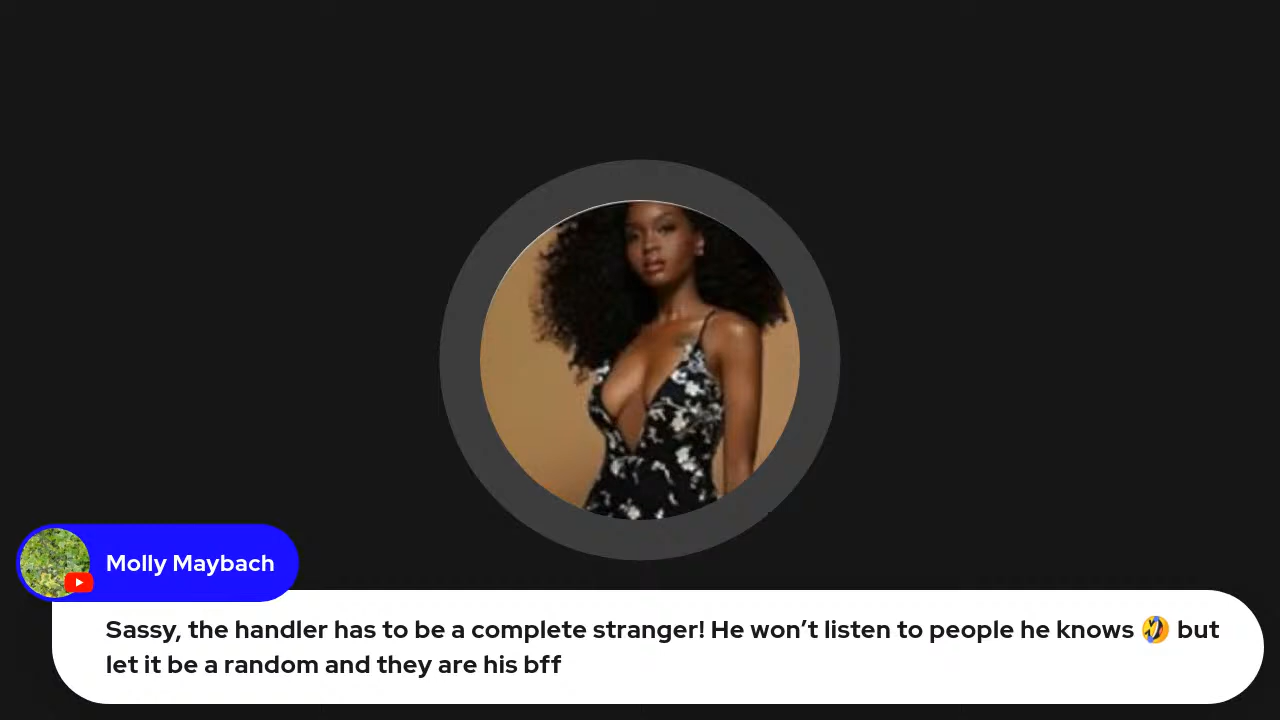 Molly Maybach
Sassy, the handler has to be a complete stranger! He won’t listen to people he knows 🤣 but
let it be a random and they are his bff